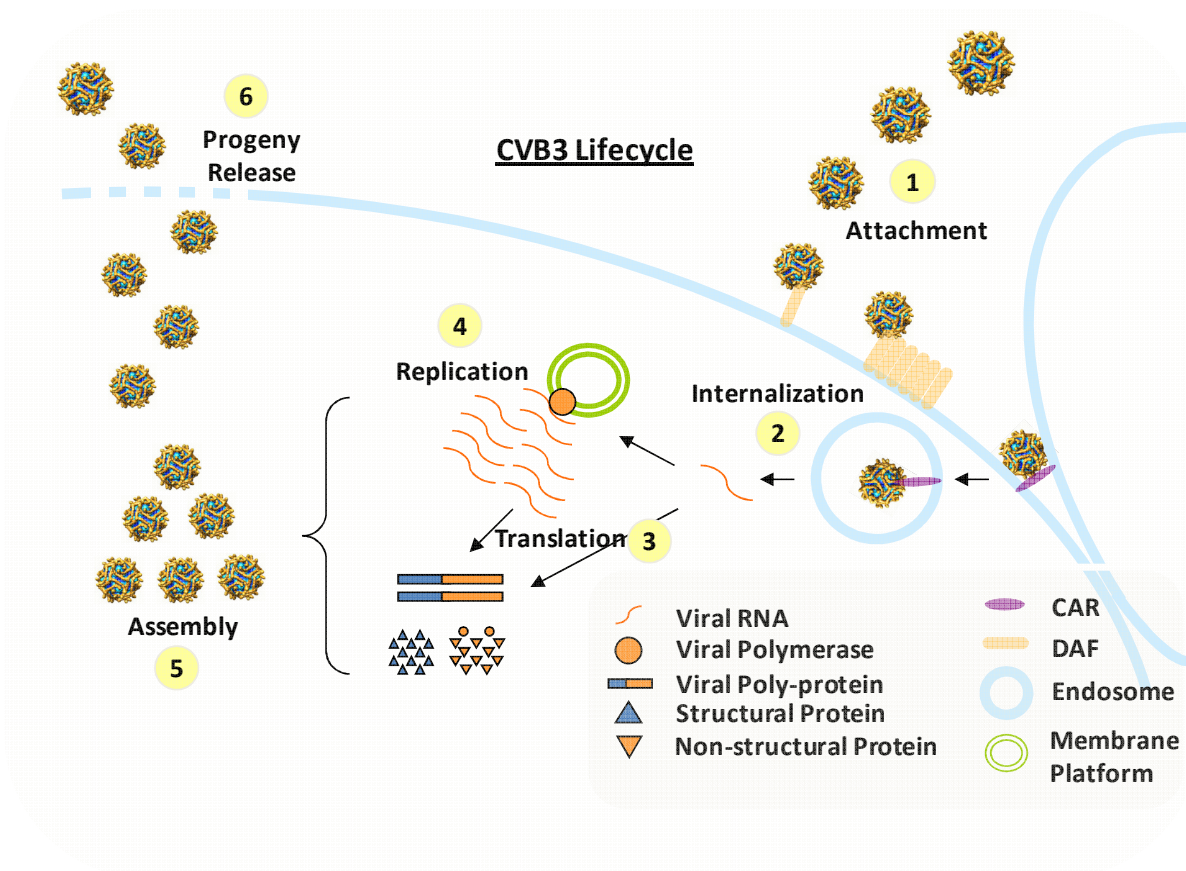 CVB3 Lifecycle
1
Attachment
Internalization
2
Translation
3
4
Replication
Assembly
5
6
Progeny
Release
Viral RNA
Viral Polymerase
Viral Poly-protein
Structural Protein
Non-structural Protein
CAR
DAF
Endosome
Membrane
Platform